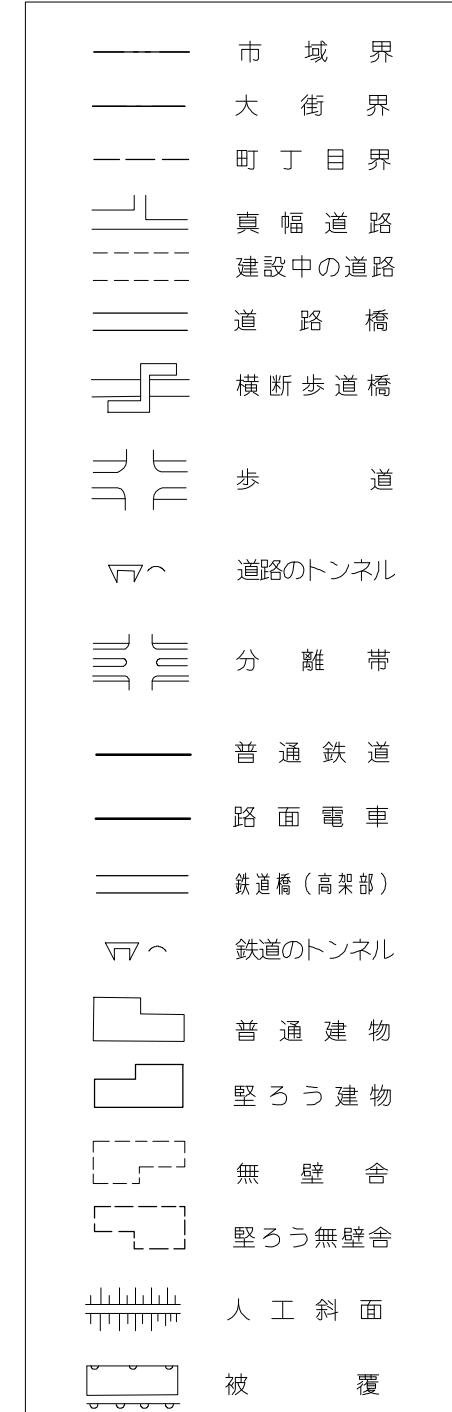 市域界
大街界
町丁目界
真幅道路
建設中の道路
道路橋
横断歩道橋
歩道
道路のトンネル
分離帯
普通鉄道
路面電車
鉄道橋(高架部)
鉄道のトンネル
普通建物
堅ろう建物
無壁舎
堅ろう無壁舎
人工斜面
被覆